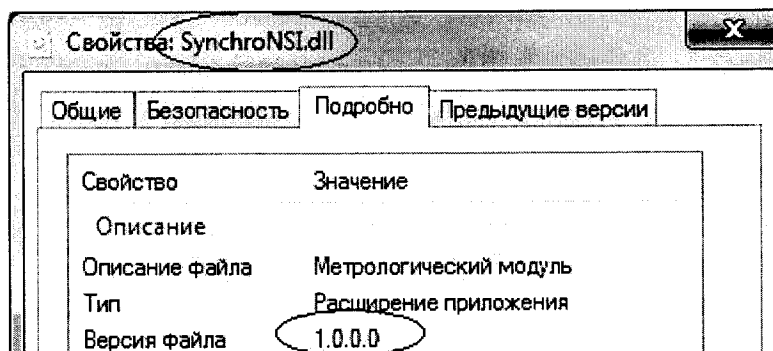 Свойства: SynchroNSI.dll
Общие Безопасность Подробно Предыдущие версии
Свойство Значение
Описание
Описание файла Метрологический модуль
Тип Расширение приложения
Версия файла 1.0.0.0